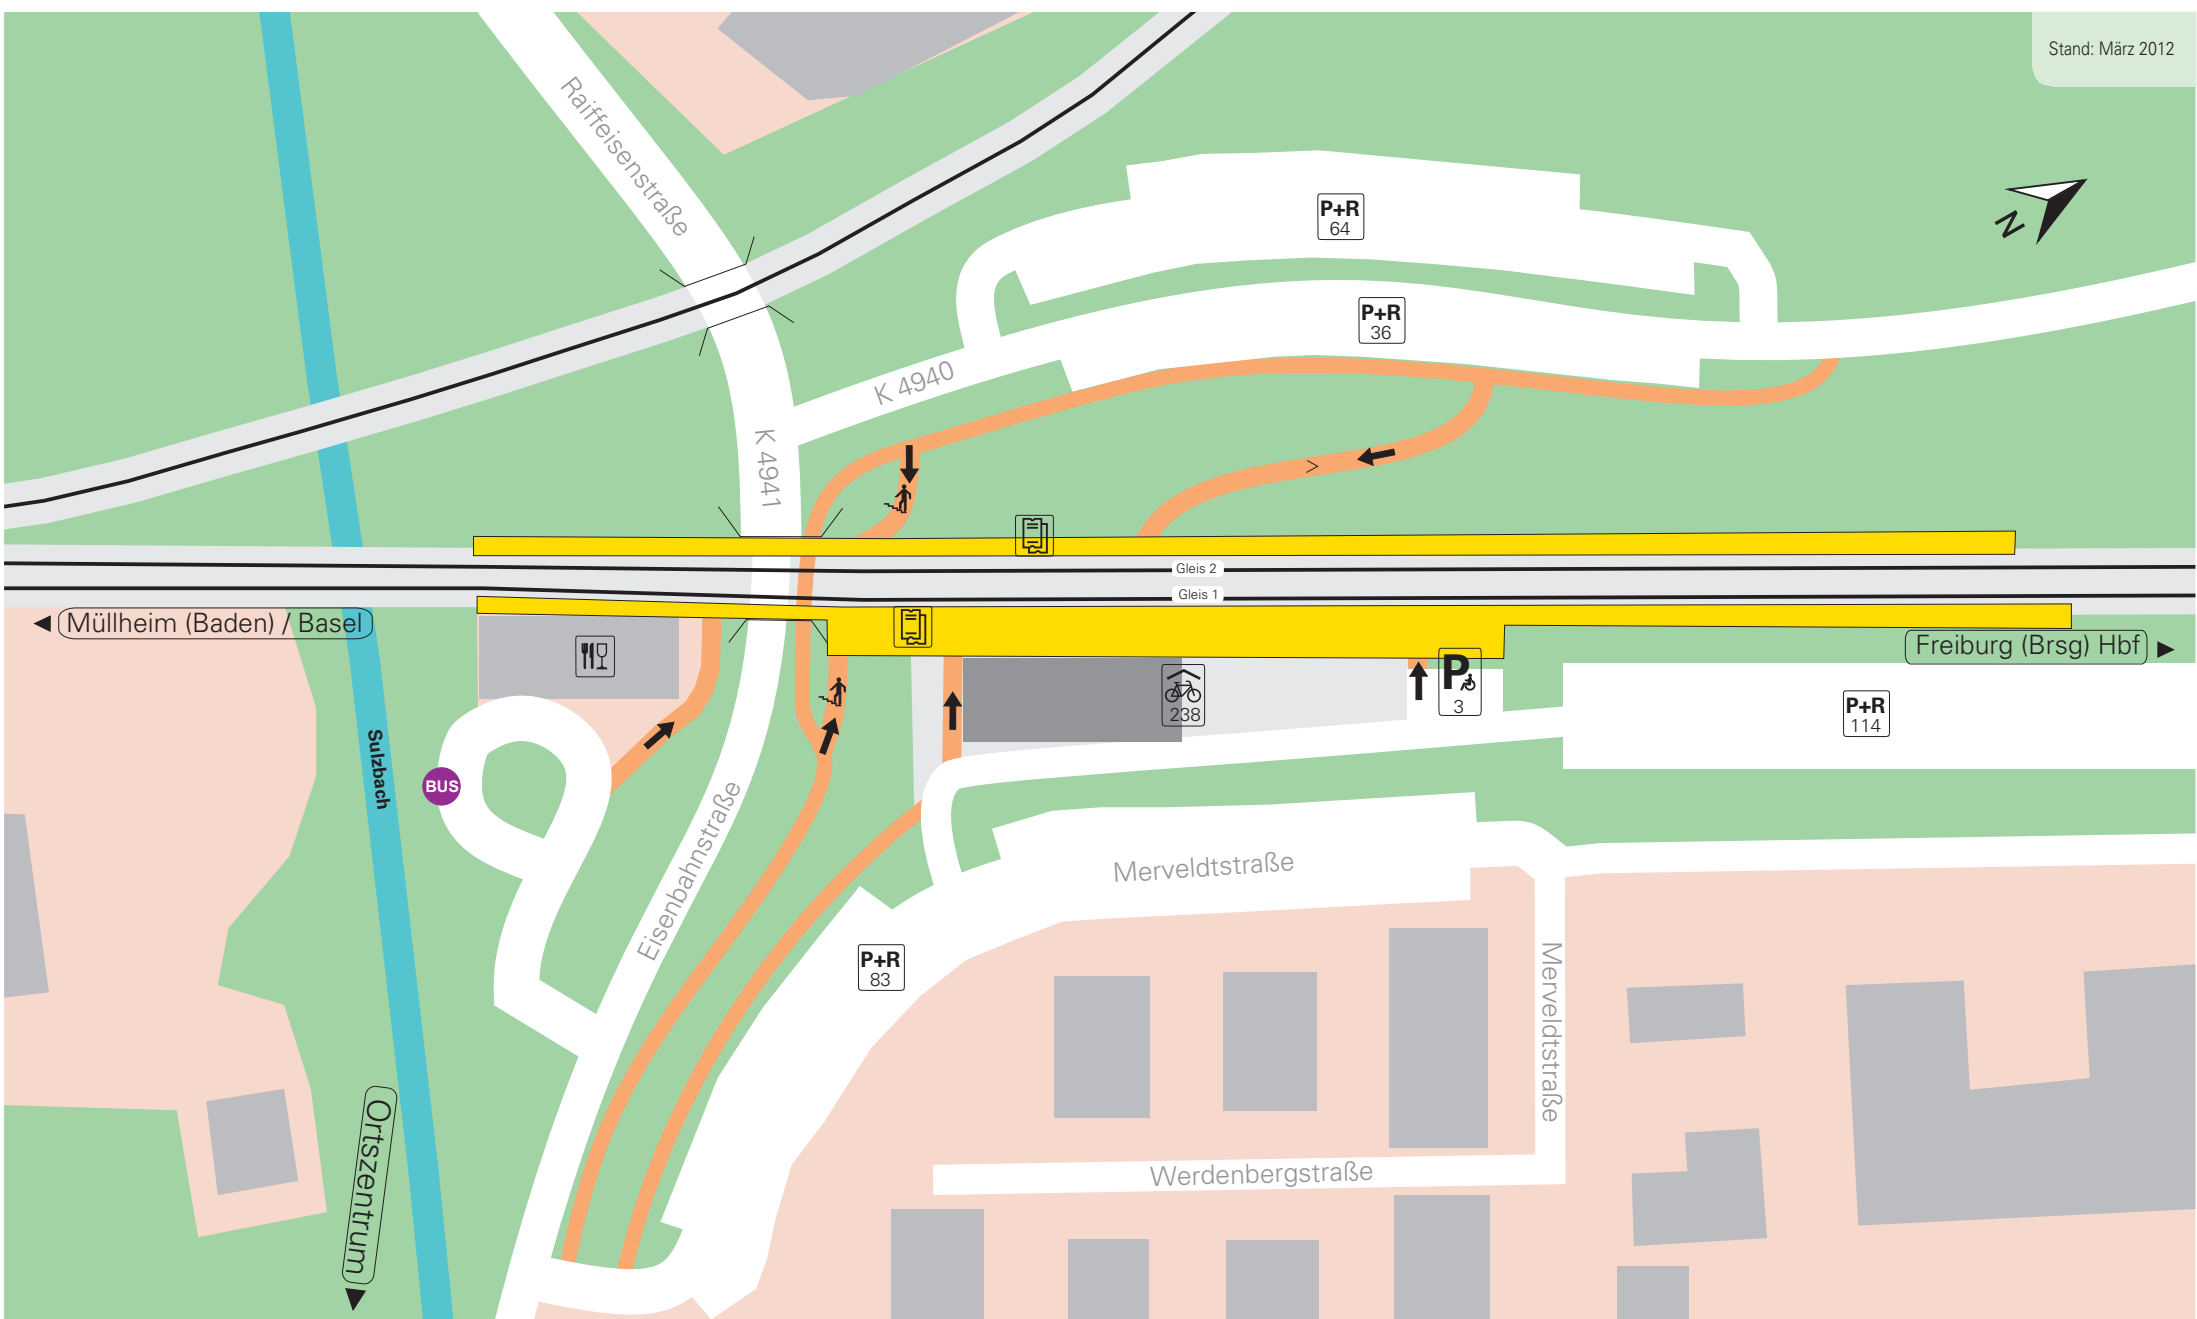 Stand: März 2012
Raiffeisenstraße
P+R
64
N
P+R
36
K 4940
K 4941
Gleis 2
Gleis 1
Müllheim (Baden) / Basel
Freiburg (Brsg) Hbf
P
3
238
P+R
114
Sulzbach
BUS
Eisenbahnstraße
Merveldtstraße
P+R
83
Merveldtstraße
Ortszentrum
Werdenbergstraße